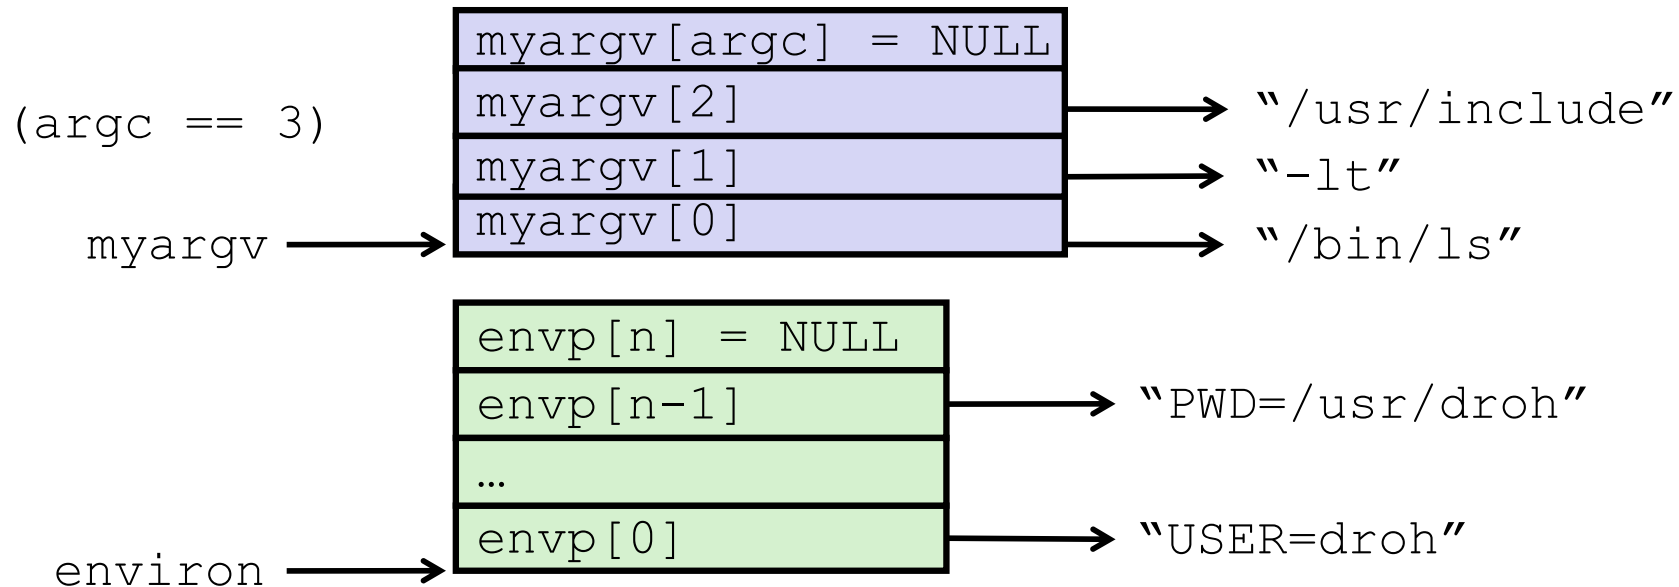 myargv[argc] = NULL
myargv[2]
“/usr/include”
(argc == 3)
myargv[1]
“-lt”
myargv[0]
myargv
“/bin/ls”
envp[n] = NULL
envp[n-1]
“PWD=/usr/droh”
…
envp[0]
“USER=droh”
environ